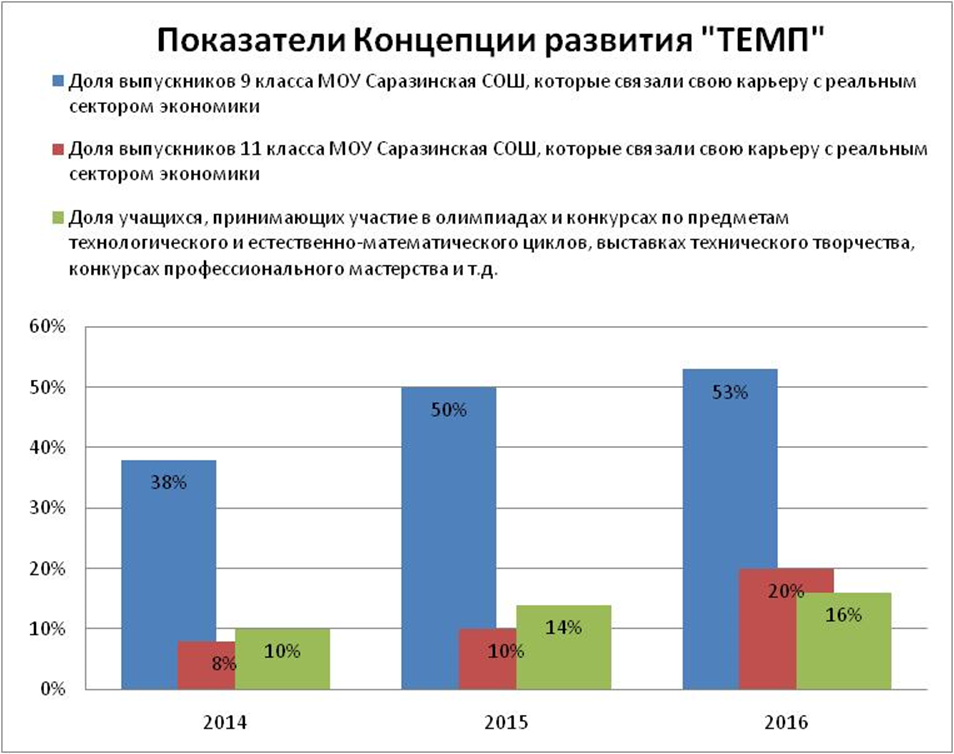 Показатели Концепции развития "ТЕМП"
Доля выпускников 9 класса МОУ Саразинская СОШ, которые связали свою карьеру с реальным
сектором экономики
Доля выпускников 11 класса МОУ Саразинская СОШ, которые связали свою карьеру с реальным
сектором экономики
Доля учащихся, принимающих участие в олимпиадах и конкурсах по предметам
технологического и естественно-математического циклов, выставках технического творчества,
конкурсах профессионального мастерства и т.д.
60%
50%
40%
30%
20%
10%
0%
38%
8%
10%
50%
10%
14%
53%
20%
16%
2014
2015
2016